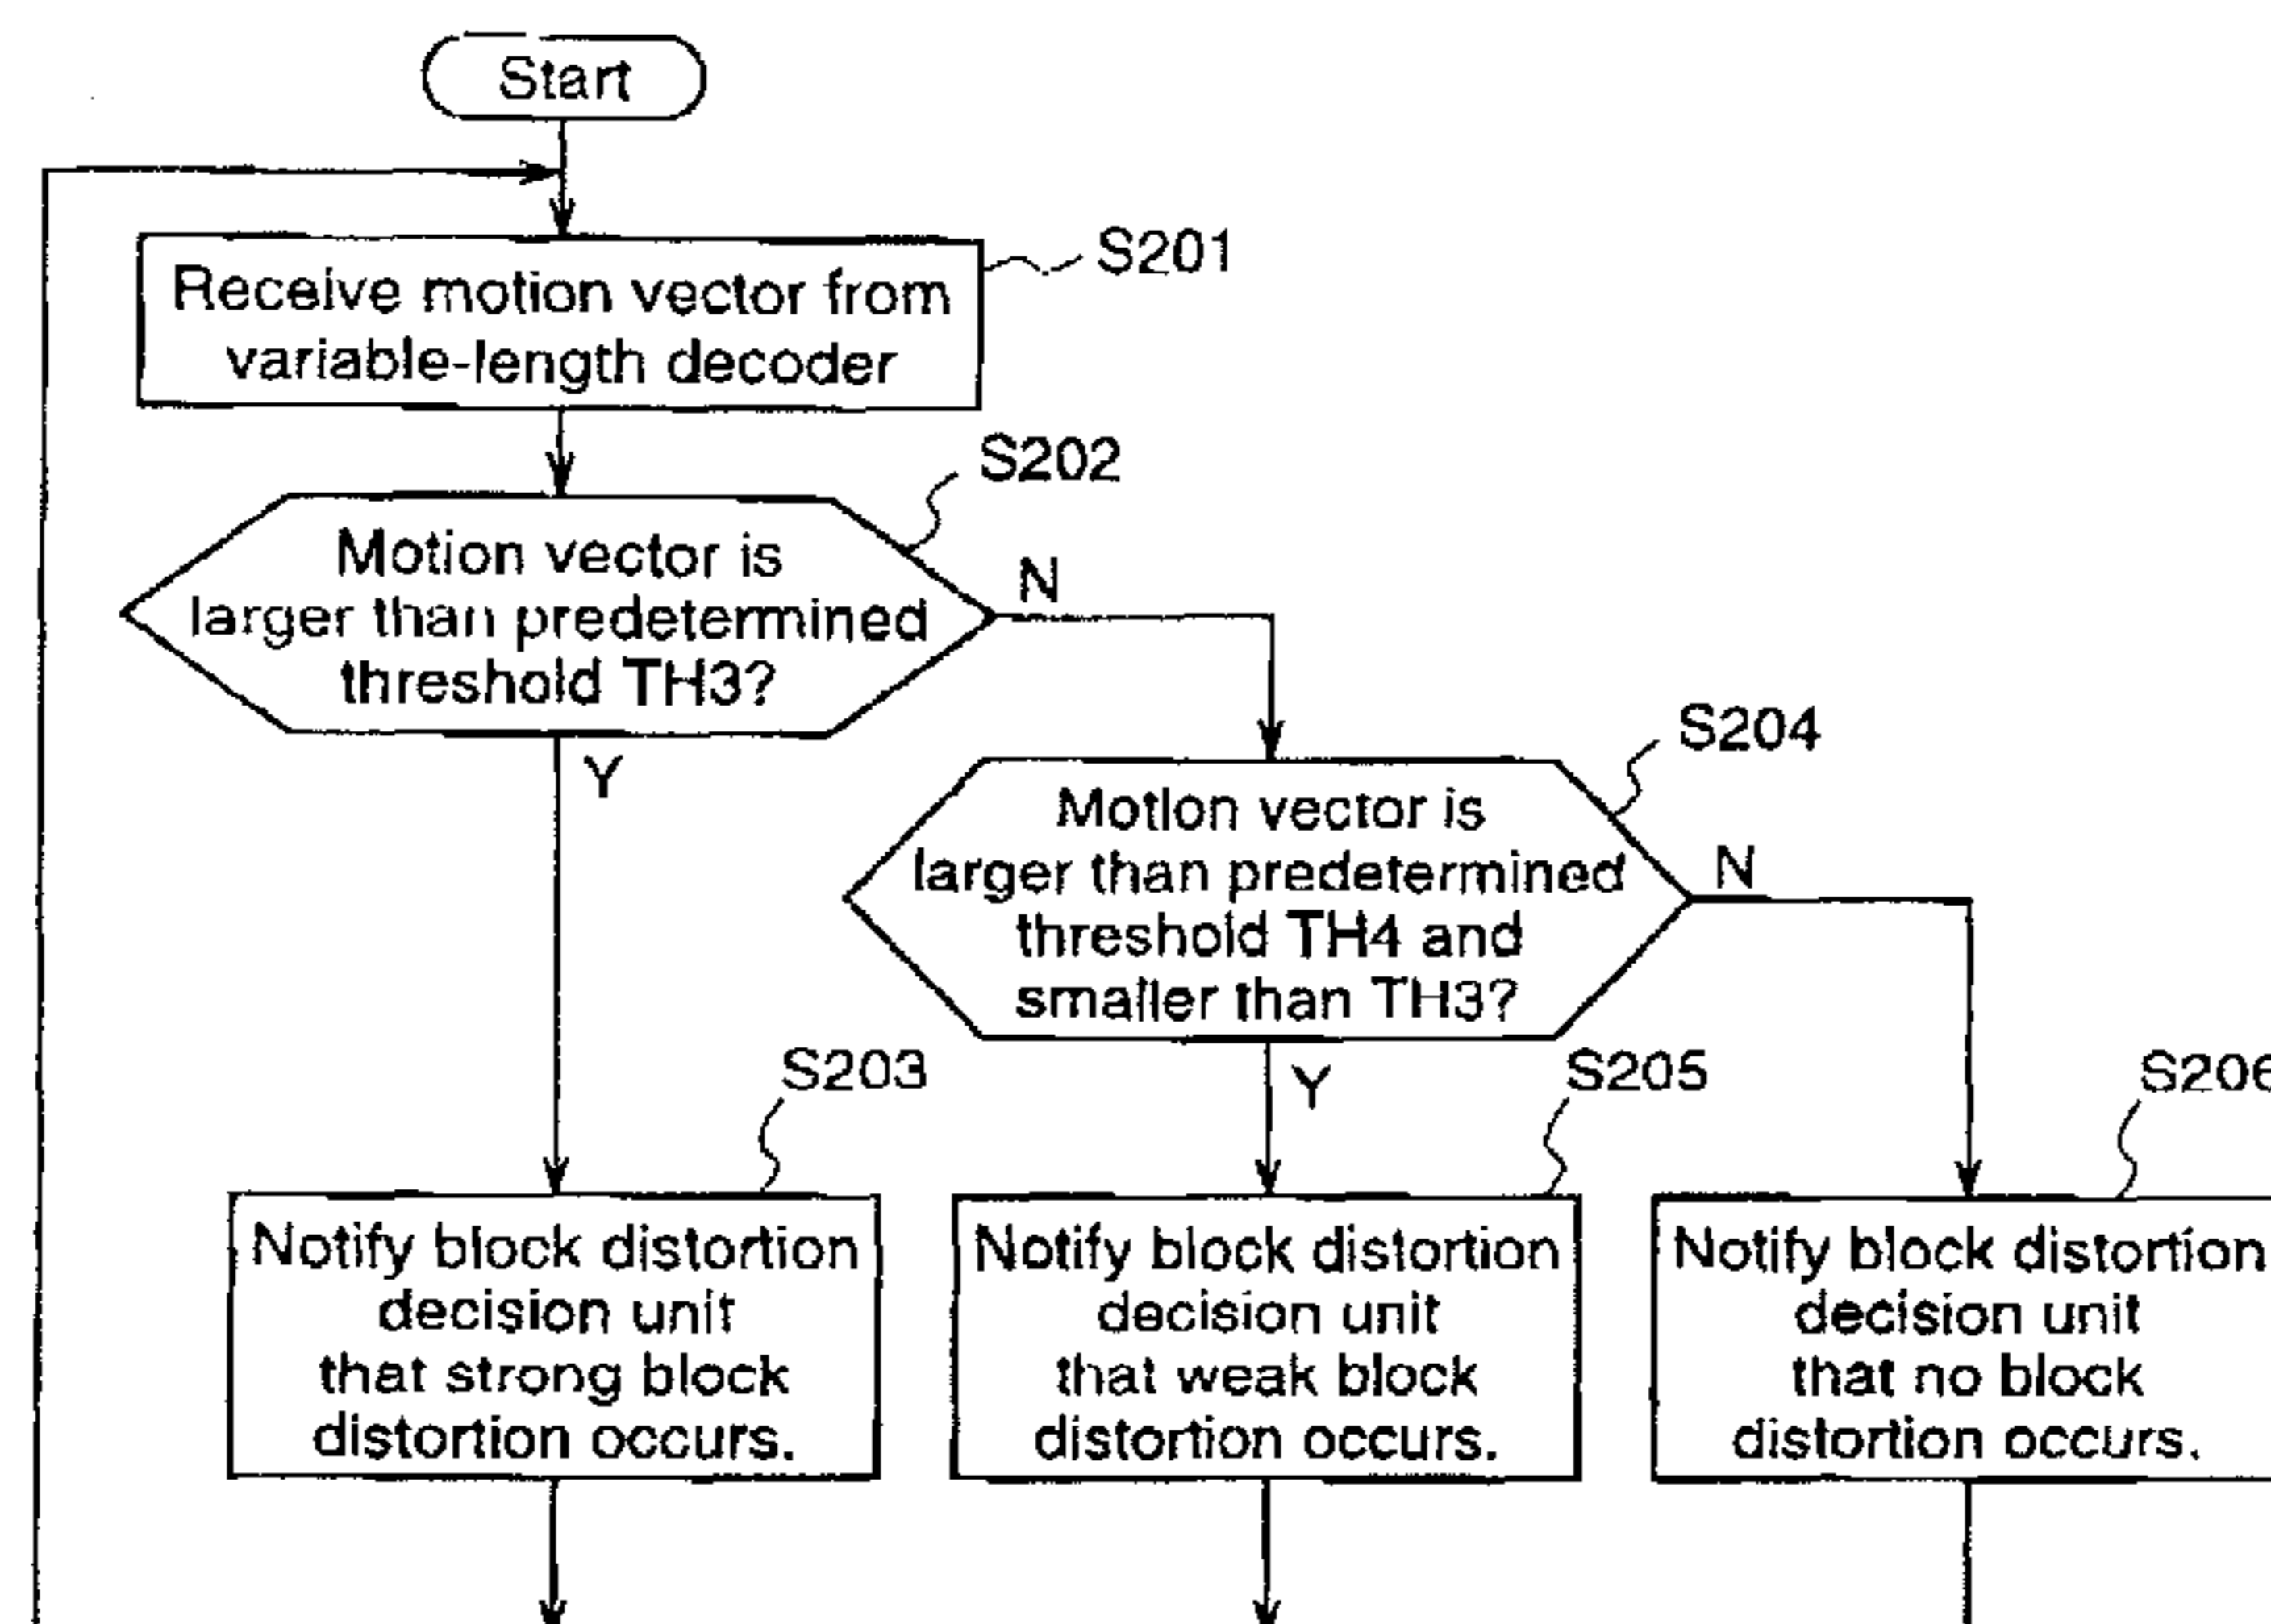 Start
S201
Receive motion vector from
variable-length decoder
S202
Motion vector is
larger than predetermined
threshold TH3?
N
Y
S204
Motion vector is
larger than predetermined
threshold TH4 and
smaller than TH3?
N
Y
S203
Notify block distortion
decision unit
that strong block
distortion occurs.
S205
Notify block distortion
decision unit
that weak block
distortion occurs.
S206
Notify block distortion
decision unit
that no block
distortion occurs.